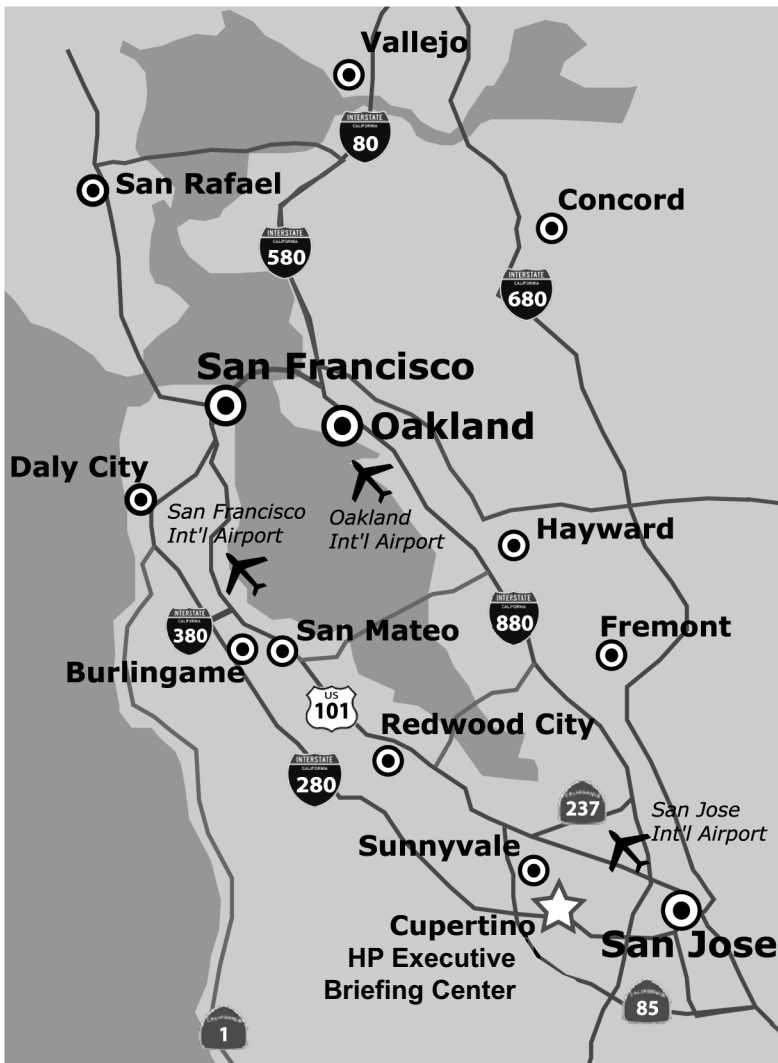 Vallejo
INTERSTATE
CALIFORNIA
80
San Rafael
Concord
INTERSTATE
CALIFORNIA
580
INTERSTATE
CALIFORNIA
680
San Francisco
Oakland
Daly City
San Francisco
Int'l Airport
Oakland
Int'l Airport
Hayward
INTERSTATE
CALIFORNIA
380
INTERSTATE
CALIFORNIA
880
San Mateo
Fremont
Burlingame
US
101
Redwood City
INTERSTATE
CALIFORNIA
280
CALIFORNIA
237
San Jose
Int'l Airport
Sunnyvale
Cupertino
HP Executive
Briefing Center
San Jose
CALIFORNIA
85
CALIFORNIA
1